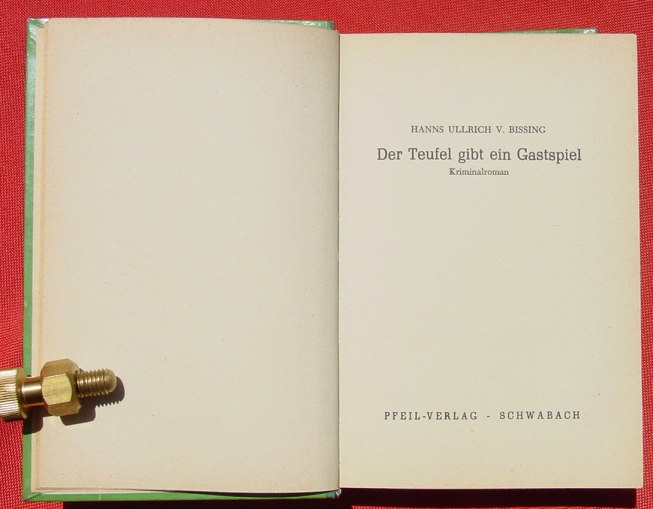 HANNS ULLRICH V. BISSING
Der Teufel gibt ein Gastspiel
Kriminalroman
PFEIL-VERLAG - SCHWABACH